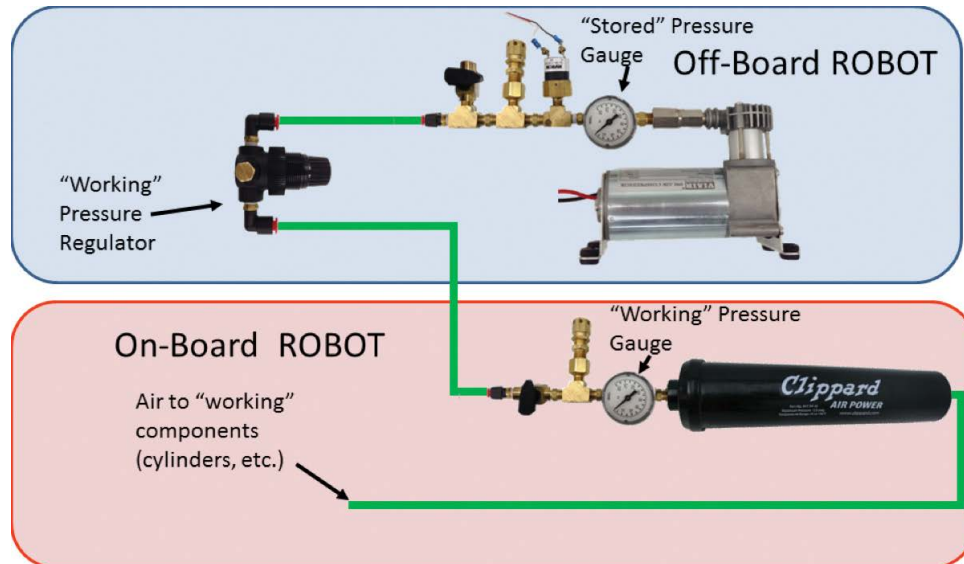 "Stored" Pressure
Gauge
Off-Board ROBOT
"Working"
Pressure
Regulator
VIAIR
"Working" Pressure
Gauge
On-Board ROBOT
Clippard
AIR POWER
Air to "working"
components
(cylinders, etc.)